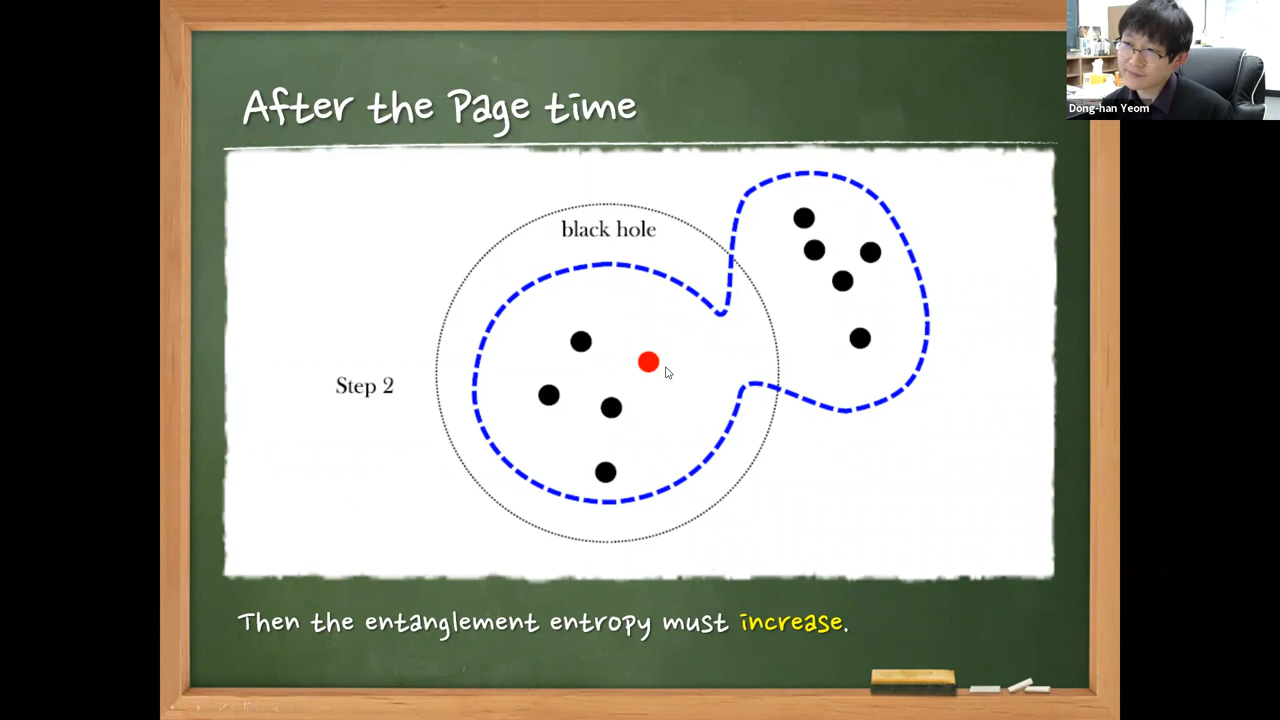 Dong-han Yeom
After the Page time
black hole
Step 2
Then the entanglement entropy must increase.